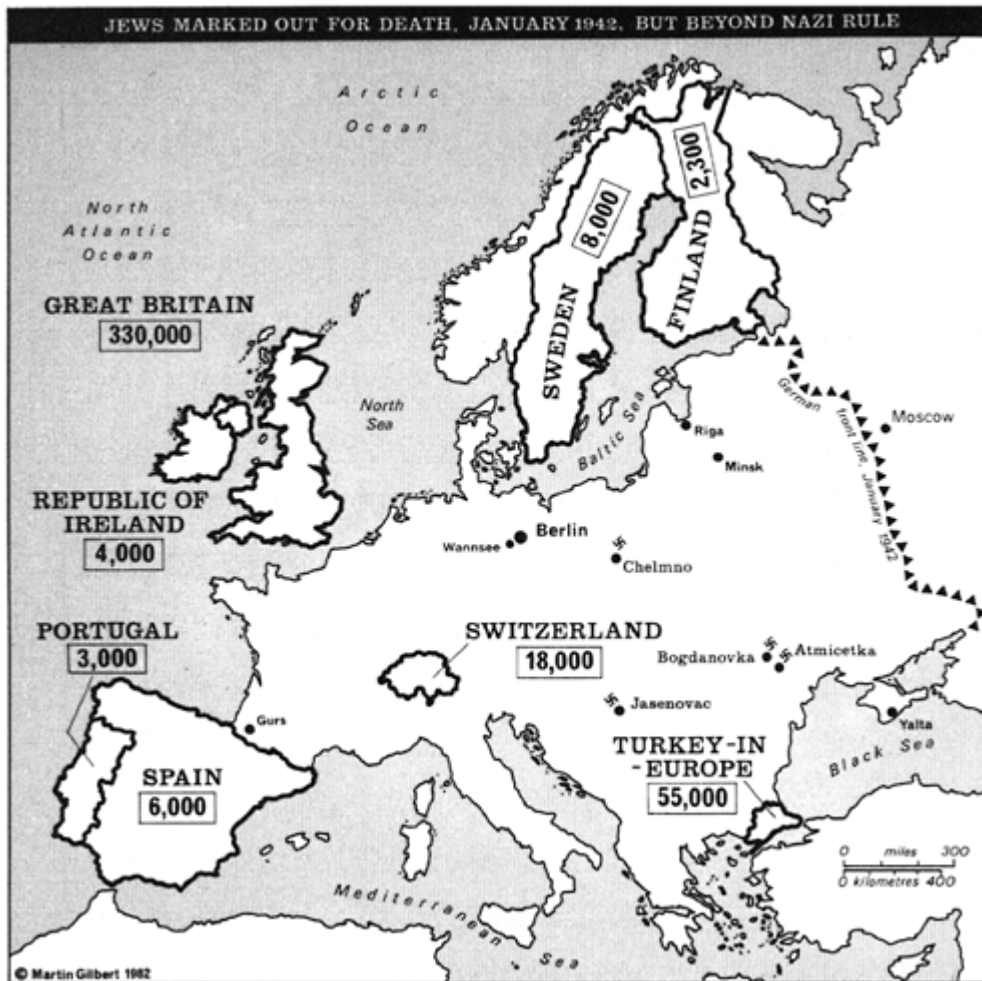 JEWS MARKED OUT FOR DEATH, JANUARY 1942, BUT BEYOND NAZI RULE
Arctic
Ocean
North
Atlantic
Ocean
GREAT BRITAIN
330,000
2,300
8,000
FINLAND
SWEDEN
North
Sea
Baltic Sea
Riga
Minsk
Moscow
German front line, January 1942
REPUBLIC OF
IRELAND
4,000
Wannsee
Berlin
Chelmno
PORTUGAL
3,000
SWITZERLAND
18,000
Bogdanovka
Atmicetka
Jasenovac
Gurs
Yalta
Black Sea
SPAIN
6,000
TURKEY-IN
-EUROPE
55,000
0 miles 300
0 kilometres 400
Mediterranean
Sea
© Martin Gilbert 1982